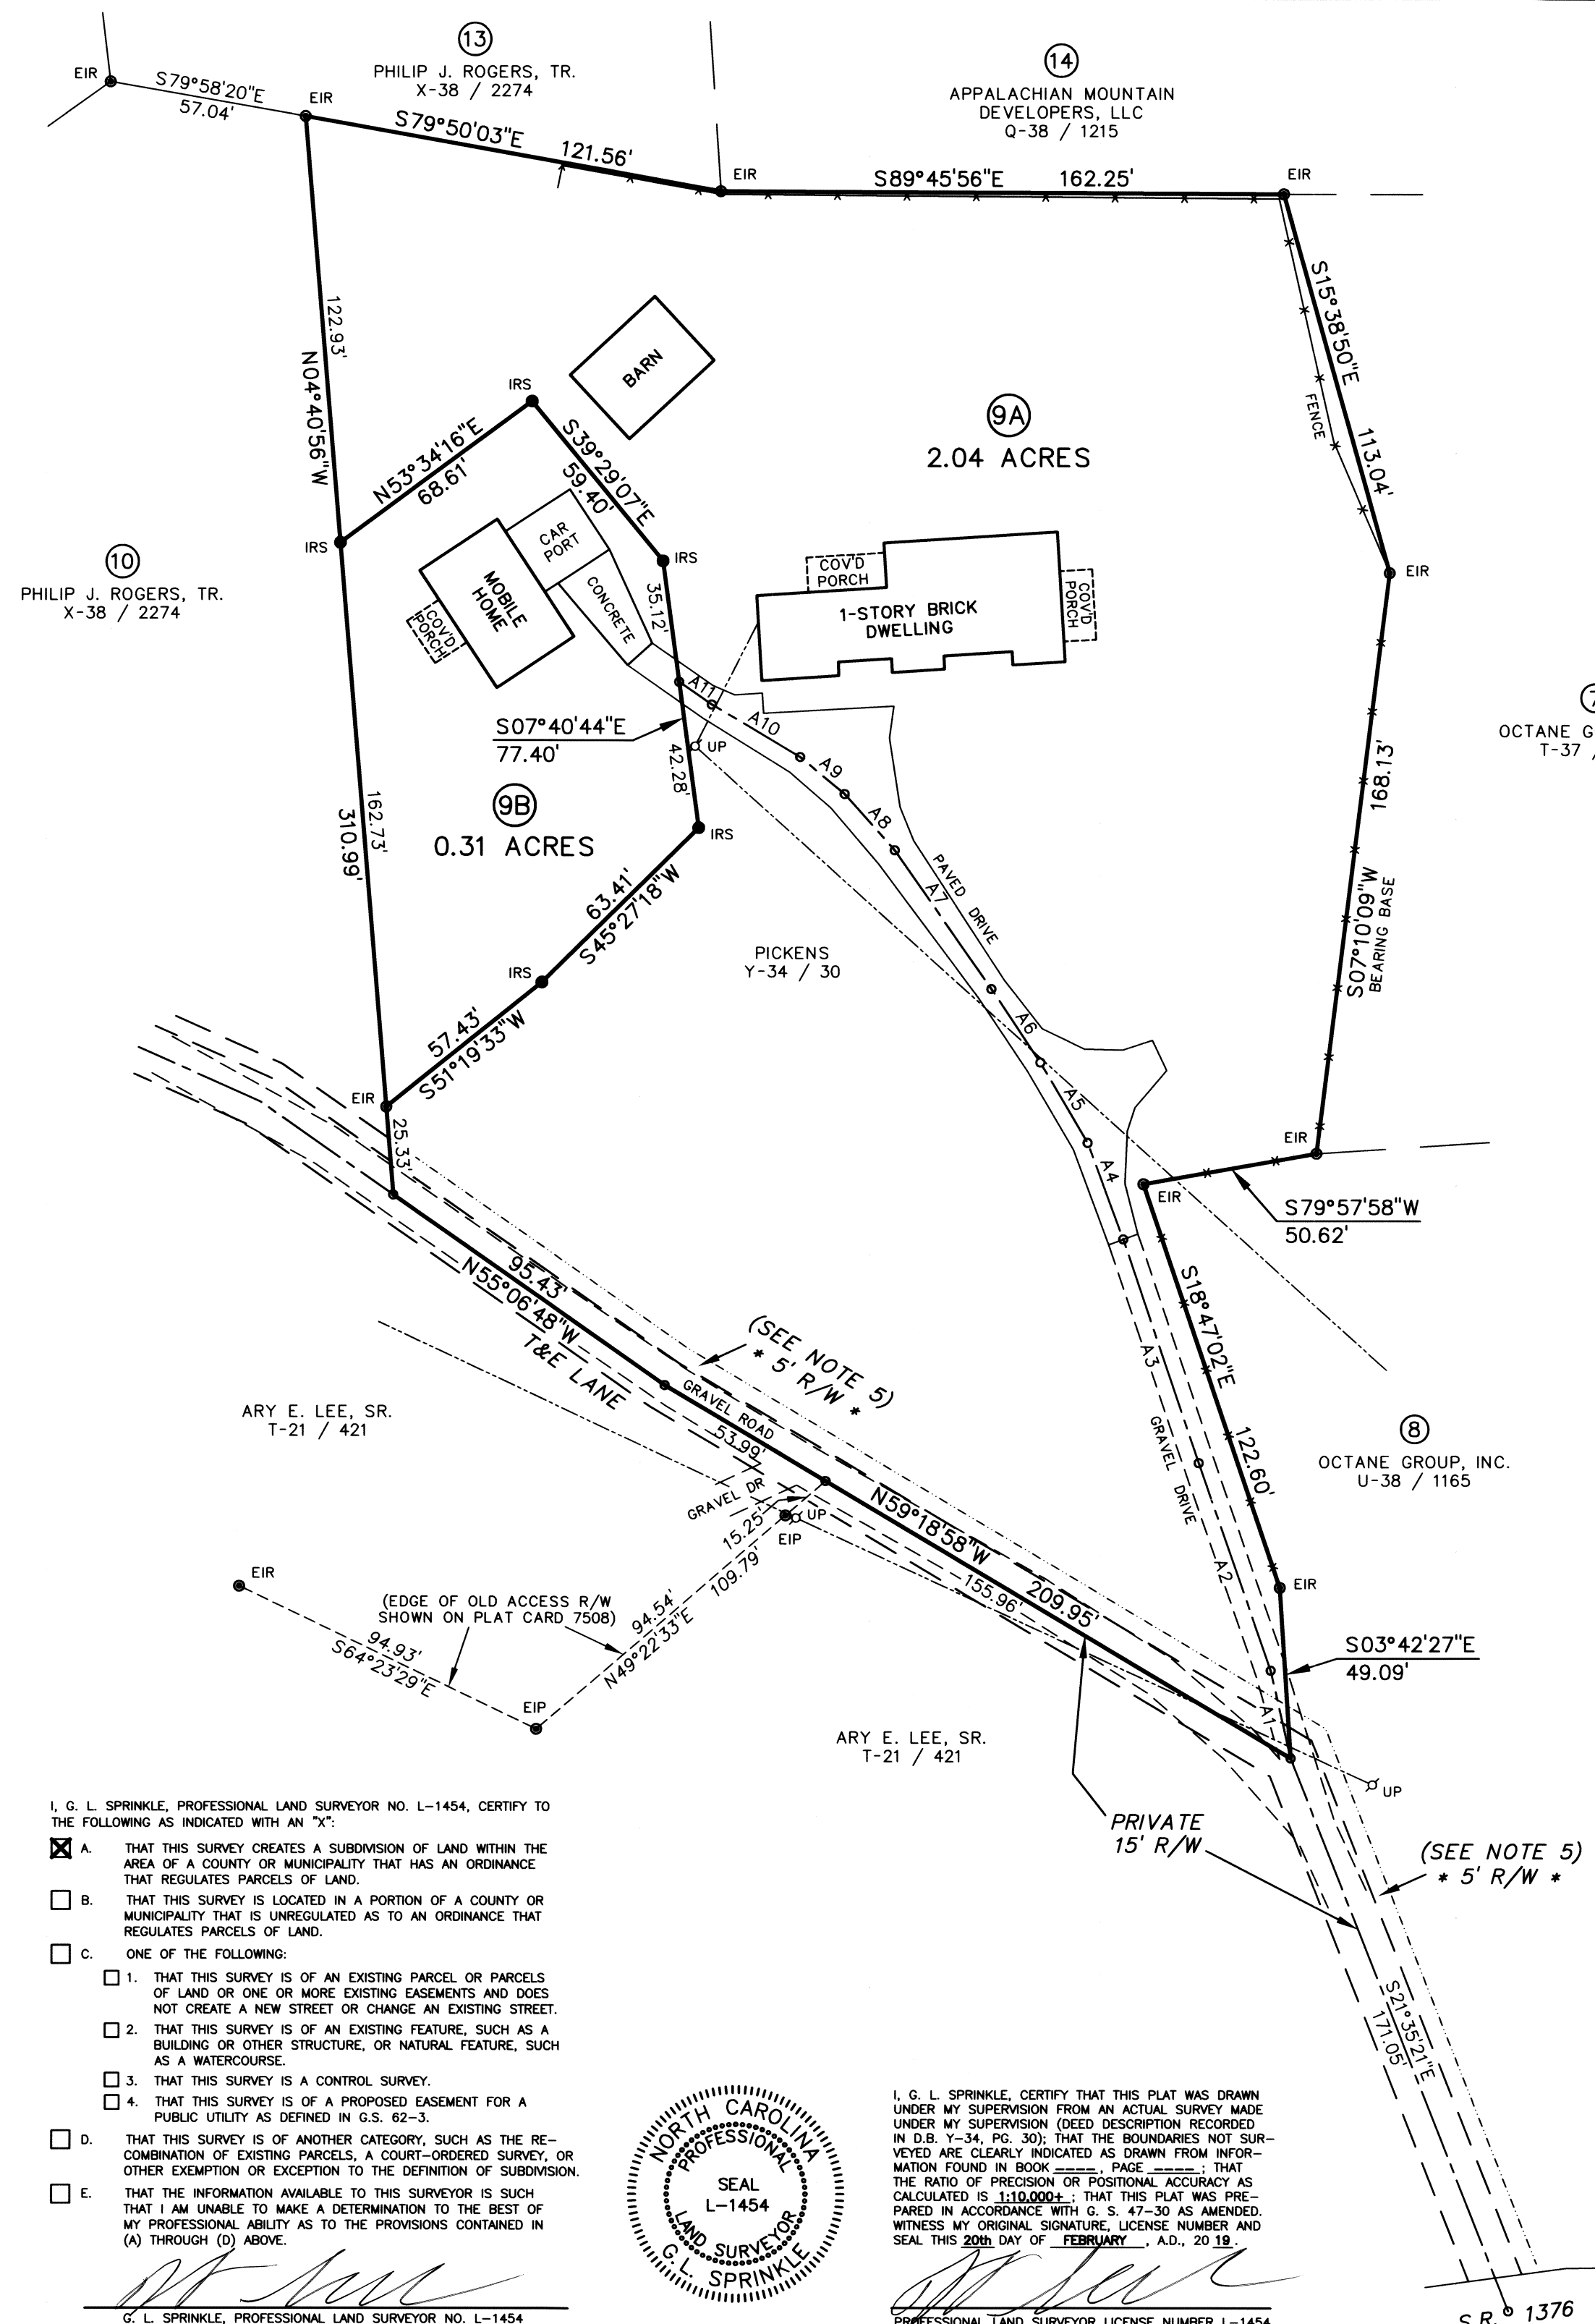 13
PHILIP J. ROGERS, TR.
X-38 / 2274
14
APPALACHIAN MOUNTAIN
DEVELOPERS, LLC
Q-38 / 1215
EIR
S79°58'20"E
57.04'
EIR
S79°50'03"E
121.56'
EIR
S89°45'56"E 162.25'
EIR
S15°38'50"E
113.04'
FENCE
122.93'
N04°40'56"W
BARN
IRS
N53°34'16"E
68.61'
S39°29'07"E
59.40'
9A
2.04 ACRES
IRS
CAR
PORT
MOBILE
HOME
COV'D
PORCH
CONCRETE
IRS
35.12'
COV'D
PORCH
1-STORY BRICK
DWELLING
COV'D
PORCH
EIR
10
PHILIP J. ROGERS, TR.
X-38 / 2274
7
OCTANE G
T-37 /
S07°40'44"E
77.40'
42.28'
UP
A11
A10
A9
A8
A7
A6
A5
A4
PAVED DRIVE
168.13'
S07°10'09"W
BEARING BASE
9B
0.31 ACRES
162.73'
310.99'
IRS
63.41'
S45°27'18"W
IRS
57.43'
S51°19'33"W
PICKENS
Y-34 / 30
EIR
25.33'
EIR
EIR
S79°57'58"W
50.62'
S18°47'02"E
122.60'
A3
GRAVEL DRIVE
A2
A1
95.43'
N55°06'48"W
T&E LANE
(SEE NOTE 5)
* 5' R/W *
GRAVEL ROAD
53.99'
ARY E. LEE, SR.
T-21 / 421
8
OCTANE GROUP, INC.
U-38 / 1165
GRAVEL DR
15.25'
UP
EIP
109.79'
N59°18'58"W
209.95'
155.96'
EIR
EIR
(EDGE OF OLD ACCESS R/W
SHOWN ON PLAT CARD 7508)
94.93'
S64°23'29"E
94.54'
N49°22'33"E
EIP
S03°42'27"E
49.09'
ARY E. LEE, SR.
T-21 / 421
UP
PRIVATE
15' R/W
(SEE NOTE 5)
* 5' R/W *
S21°35'21"E
171.05'
S.R. 1376
I, G. L. SPRINKLE, PROFESSIONAL LAND SURVEYOR NO. L-1454, CERTIFY TO
THE FOLLOWING AS INDICATED WITH AN "X":
X A. THAT THIS SURVEY CREATES A SUBDIVISION OF LAND WITHIN THE
AREA OF A COUNTY OR MUNICIPALITY THAT HAS AN ORDINANCE
THAT REGULATES PARCELS OF LAND.
B. THAT THIS SURVEY IS LOCATED IN A PORTION OF A COUNTY OR
MUNICIPALITY THAT IS UNREGULATED AS TO AN ORDINANCE THAT
REGULATES PARCELS OF LAND.
C. ONE OF THE FOLLOWING:
1. THAT THIS SURVEY IS OF AN EXISTING PARCEL OR PARCELS
OF LAND OR ONE OR MORE EXISTING EASEMENTS AND DOES
NOT CREATE A NEW STREET OR CHANGE AN EXISTING STREET.
2. THAT THIS SURVEY IS OF AN EXISTING FEATURE, SUCH AS A
BUILDING OR OTHER STRUCTURE, OR NATURAL FEATURE, SUCH
AS A WATERCOURSE.
3. THAT THIS SURVEY IS A CONTROL SURVEY.
4. THAT THIS SURVEY IS OF A PROPOSED EASEMENT FOR A
PUBLIC UTILITY AS DEFINED IN G.S. 62-3.
D. THAT THIS SURVEY IS OF ANOTHER CATEGORY, SUCH AS THE RE-
COMBINATION OF EXISTING PARCELS, A COURT-ORDERED SURVEY, OR
OTHER EXEMPTION OR EXCEPTION TO THE DEFINITION OF SUBDIVISION.
E. THAT THE INFORMATION AVAILABLE TO THIS SURVEYOR IS SUCH
THAT I AM UNABLE TO MAKE A DETERMINATION TO THE BEST OF
MY PROFESSIONAL ABILITY AS TO THE PROVISIONS CONTAINED IN
(A) THROUGH (D) ABOVE.
G. L. SPRINKLE, PROFESSIONAL LAND SURVEYOR NO. L-1454
NORTH CAROLINA
PROFESSIONAL
SEAL
L-1454
LAND SURVEYOR
G. L. SPRINKLE
I, G. L. SPRINKLE, CERTIFY THAT THIS PLAT WAS DRAWN
UNDER MY SUPERVISION FROM AN ACTUAL SURVEY MADE
UNDER MY SUPERVISION (DEED DESCRIPTION RECORDED
IN D.B. Y-34, PG. 30); THAT THE BOUNDARIES NOT SUR-
VEYED ARE CLEARLY INDICATED AS DRAWN FROM INFOR-
MATION FOUND IN BOOK ____, PAGE ____; THAT
THE RATIO OF PRECISION OR POSITIONAL ACCURACY AS
CALCULATED IS 1:10,000+; THAT THIS PLAT WAS PRE-
PARED IN ACCORDANCE WITH G. S. 47-30 AS AMENDED.
WITNESS MY ORIGINAL SIGNATURE, LICENSE NUMBER AND
SEAL THIS 20th DAY OF FEBRUARY, A.D., 20 19.
PROFESSIONAL LAND SURVEYOR LICENSE NUMBER L-1454